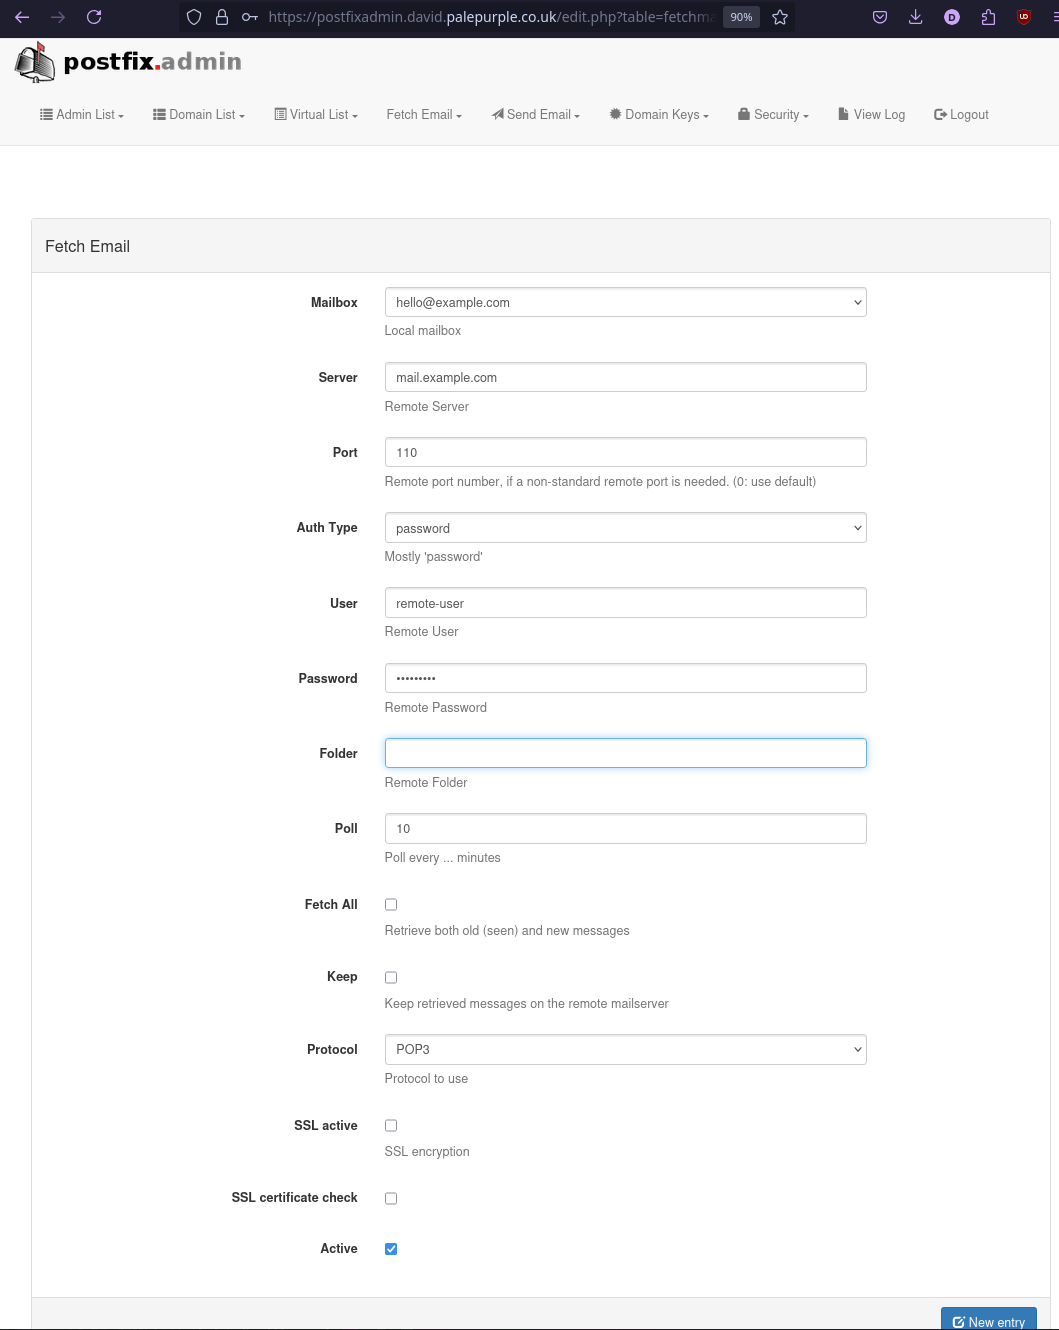 https://postfixadmin.david.palepurple.co.uk/edit.php?table=fetchma
90%
D
postfix.admin
Admin List
Domain List
Virtual List
Fetch Email
Send Email
Domain Keys
Security
View Log
Logout
Fetch Email
Mailbox
hello@example.com
Local mailbox
Server
mail.example.com
Remote Server
Port
110
Remote port number, if a non-standard remote port is needed. (0: use default)
Auth Type
password
Mostly 'password'
User
remote-user
Remote User
Password
•••••••••
Remote Password
Folder
Remote Folder
Poll
10
Poll every ... minutes
Fetch All
Retrieve both old (seen) and new messages
Keep
Keep retrieved messages on the remote mailserver
Protocol
POP3
Protocol to use
SSL active
SSL encryption
SSL certificate check
Active
New entry